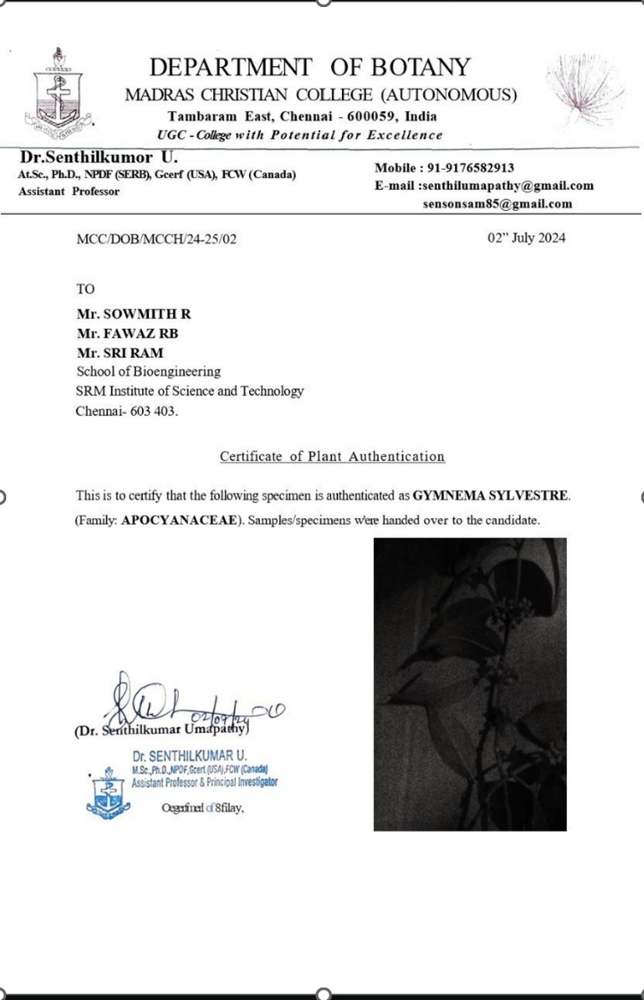 DEPARTMENT OF BOTANY
MADRAS CHRISTIAN COLLEGE (AUTONOMOUS)
Tambaram East, Chennai - 600059, India
UGC - College with Potential for Excellence
Dr.Senthilkumor U.
At.Sc., Ph.D., NPDF (SERB), Gcerf (USA), FCW (Canada)
Assistant Professor
Mobile : 91-9176582913
E-mail :senthilumapathy@gmail.com
sensonsam85@gmail.com
MCC/DOB/MCCH/24-25/02
02” July 2024
TO
Mr. SOWMITH R
Mr. FAWAZ RB
Mr. SRI RAM
School of Bioengineering
SRM Institute of Science and Technology
Chennai- 603 403.
Certificate of Plant Authentication
This is to certify that the following specimen is authenticated as GYMNEMA SYLVESTRE.
(Family: APOCYANACEAE). Samples/specimens were handed over to the candidate.
(Dr. Senthilkumar Umapathy)
Dr. SENTHILKUMAR U.
M.Sc.,Ph.D.,NPDF,Gcert.(USA),FCW (Canada)
Assistant Professor & Principal Investigator
of 8filay,